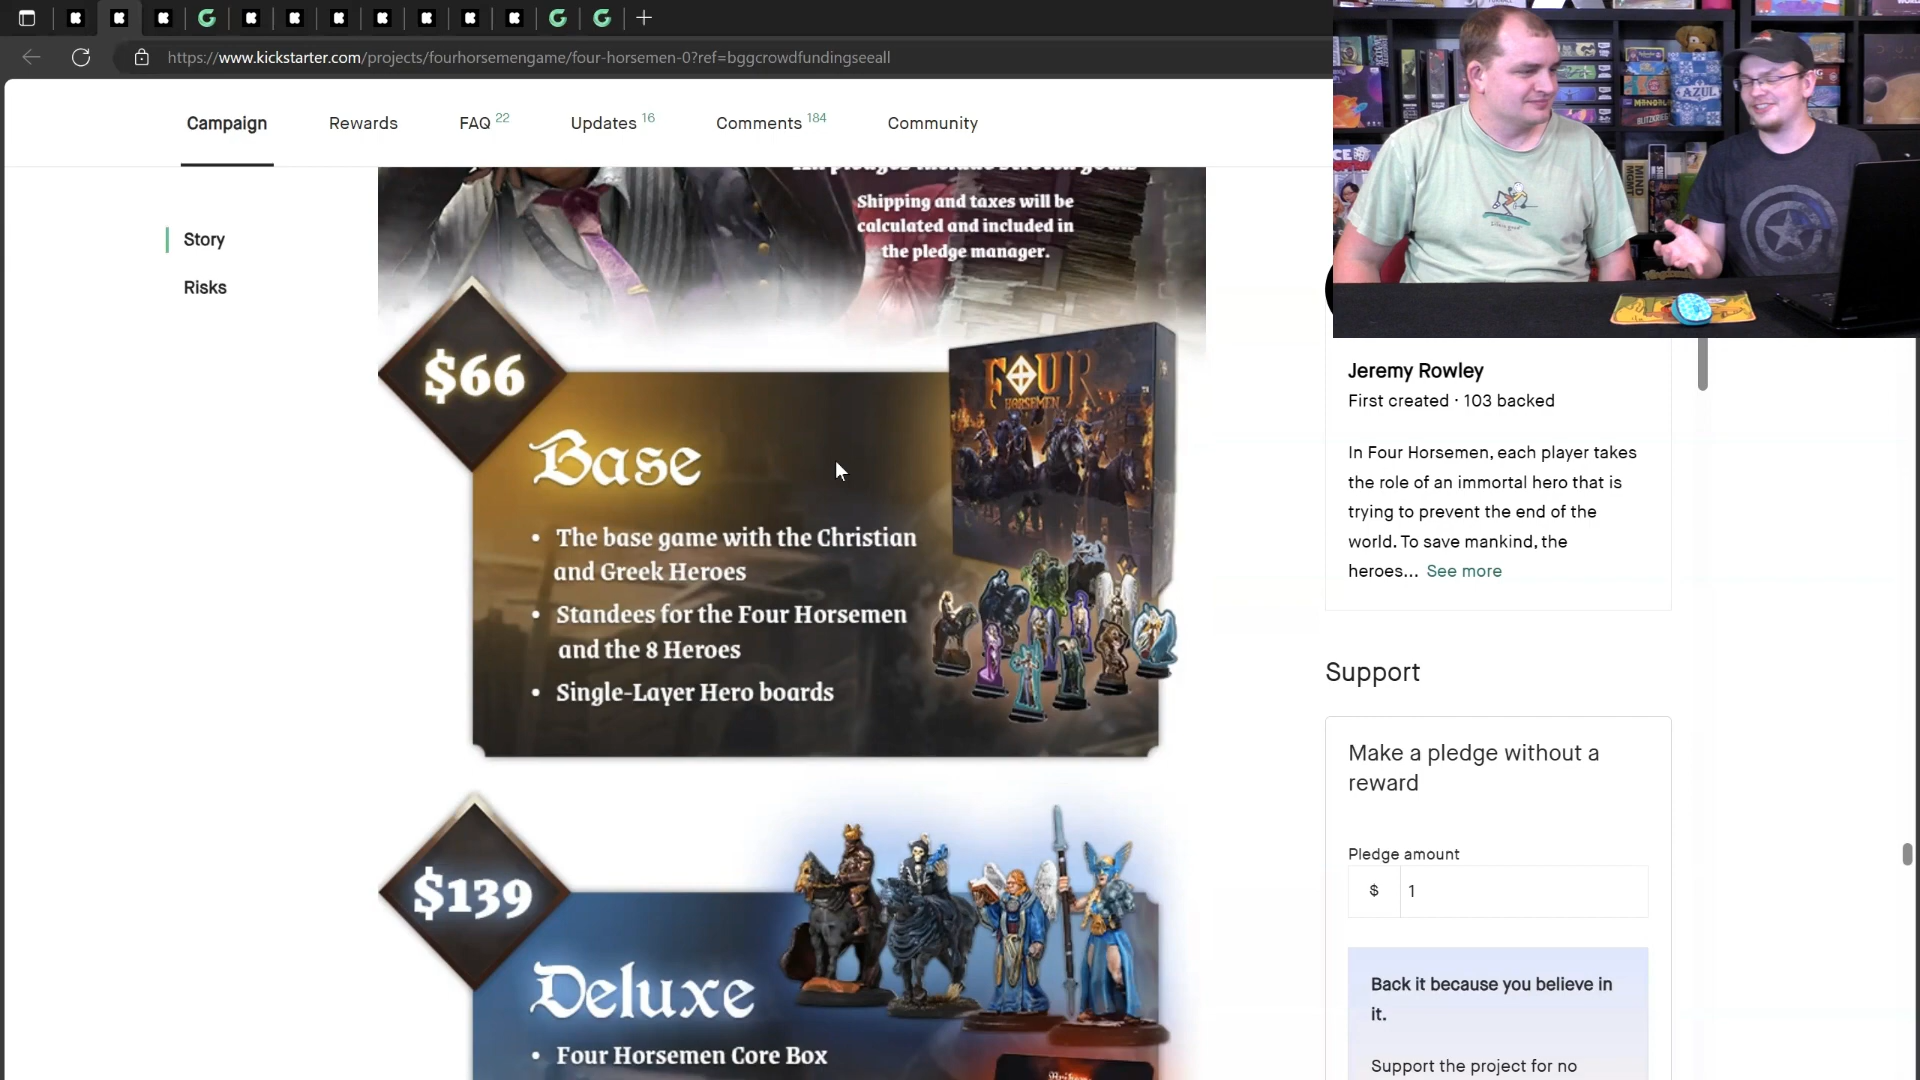 https://www.kickstarter.com/projects/fourhorsemengame/four-horsemen-0?ref=bggcrowdfundingseeall
Campaign
Rewards
FAQ 22
Updates 16
Comments 184
Community
Story
Risks
Shipping and taxes will be
calculated and included in
the pledge manager.
$66
Base
• The base game with the Christian
and Greek Heroes
• Standees for the Four Horsemen
and the 8 Heroes
• Single-Layer Hero boards
FOUR
HORSEMEN
$139
Deluxe
• Four Horsemen Core Box
AZUL
MIND
MGMT
Jeremy Rowley
First created · 103 backed
In Four Horsemen, each player takes
the role of an immortal hero that is
trying to prevent the end of the
world. To save mankind, the
heroes... See more
Support
Make a pledge without a
reward
Pledge amount
$ 1
Back it because you believe in
it.
Support the project for no